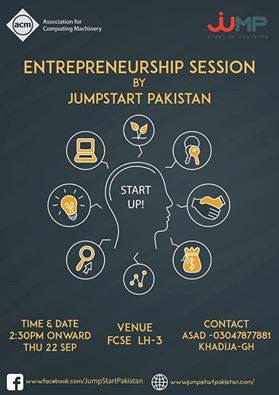 acm
Association for
Computing Machinery
JUMP
START UP PAKISTAN
ENTREPRENEURSHIP SESSION
BY
JUMPSTART PAKISTAN
START
UP!
TIME & DATE
2:30PM ONWARD
THU 22 SEP
VENUE
FCSE LH-3
CONTACT
ASAD -03047877881
KHADIJA-GH
www.facebook.com/JumpStartPakistan
www.jumpstartpakistan.com/